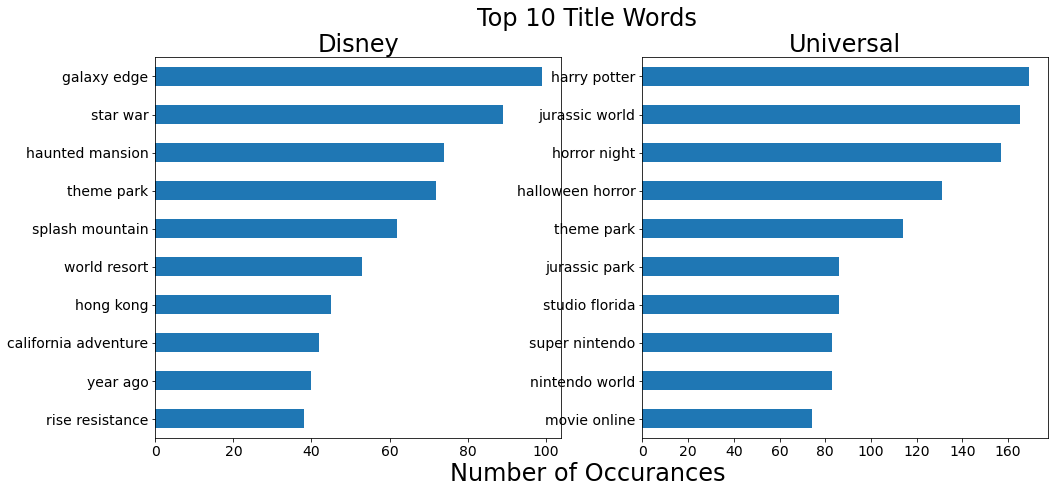 Top 10 Title Words
Disney
galaxy edge
star war
haunted mansion
theme park
splash mountain
world resort
hong kong
california adventure
year ago
rise resistance
0 20 40 60 80 100
Universal
harry potter
jurassic world
horror night
halloween horror
theme park
jurassic park
studio florida
super nintendo
nintendo world
movie online
0 20 40 60 80 100 120 140 160
Number of Occurances